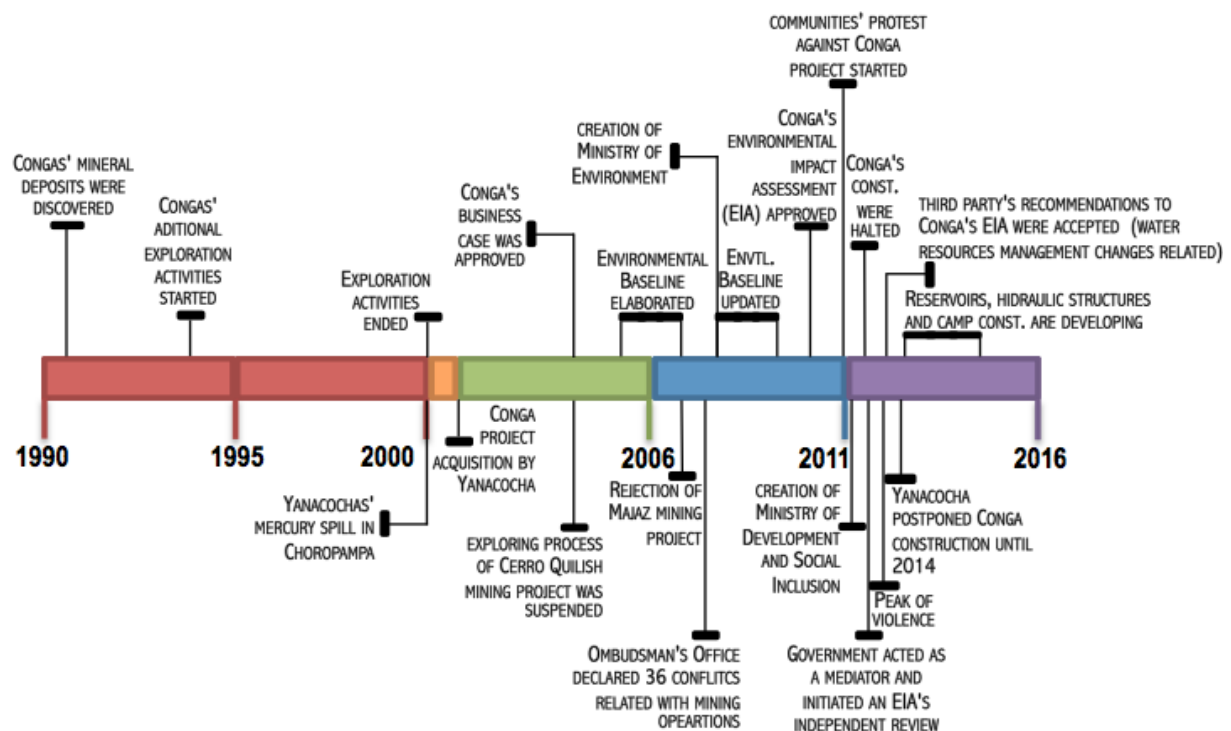 COMMUNITIES' PROTEST
AGAINST CONGA
PROJECT STARTED
CONGAS' MINERAL
DEPOSITS WERE
DISCOVERED
CONGAS'
ADITIONAL
EXPLORATION
ACTIVITIES
STARTED
EXPLORATION
ACTIVITIES
ENDED
CONGA'S
BUSINESS
CASE WAS
APPROVED
CREATION OF
MINISTRY OF
ENVIRONMENT
ENVIRONMENTAL
BASELINE
ELABORATED
ENVTL.
BASELINE
UPDATED
CONGA'S
ENVIRONMENTAL
IMPACT
ASSESSMENT
(EIA) APPROVED
CONGA'S
CONST.
WERE
HALTED
THIRD PARTY'S RECOMMENDATIONS TO
CONGA'S EIA WERE ACCEPTED (WATER
RESOURCES MANAGEMENT CHANGES RELATED)
RESERVOIRS, HIDRAULIC STRUCTURES
AND CAMP CONST. ARE DEVELOPING
1990
1995
2000
2006
2011
2016
YANACOCHAS'
MERCURY SPILL IN
CHOROPAMPA
CONGA
PROJECT
ACQUISITION BY
YANACOCHA
EXPLORING PROCESS
OF CERRO QUILISH
MINING PROJECT WAS
SUSPENDED
REJECTION OF
MAJAZ MINING
PROJECT
OMBUDSMAN'S OFFICE
DECLARED 36 CONFLITCS
RELATED WITH MINING
OPEARTIONS
CREATION OF
MINISTRY OF
DEVELOPMENT
AND SOCIAL
INCLUSION
GOVERNMENT ACTED AS
A MEDIATOR AND
INITIATED AN EIA'S
INDEPENDENT REVIEW
PEAK OF
VIOLENCE
YANACOCHA
POSTPONED CONGA
CONSTRUCTION UNTIL
2014